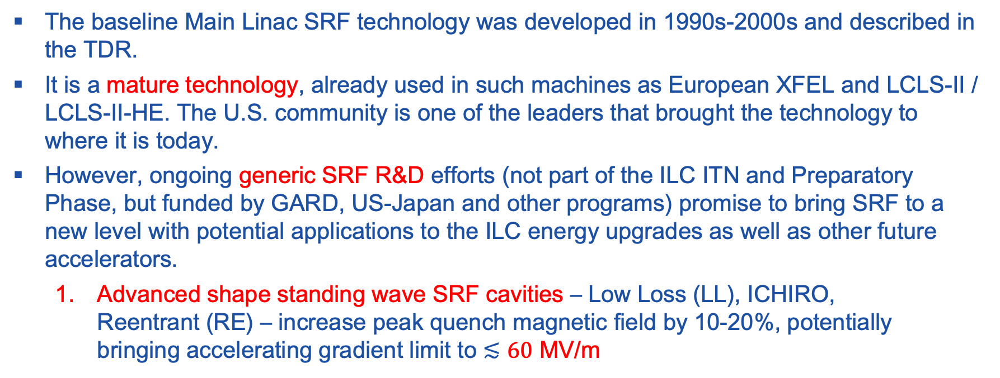 ▪ The baseline Main Linac SRF technology was developed in 1990s-2000s and described in
the TDR.
▪ It is a mature technology, already used in such machines as European XFEL and LCLS-II /
LCLS-II-HE. The U.S. community is one of the leaders that brought the technology to
where it is today.
▪ However, ongoing generic SRF R&D efforts (not part of the ILC ITN and Preparatory
Phase, but funded by GARD, US-Japan and other programs) promise to bring SRF to a
new level with potential applications to the ILC energy upgrades as well as other future
accelerators.
1. Advanced shape standing wave SRF cavities – Low Loss (LL), ICHIRO,
Reentrant (RE) – increase peak quench magnetic field by 10-20%, potentially
bringing accelerating gradient limit to ≲ 60 MV/m